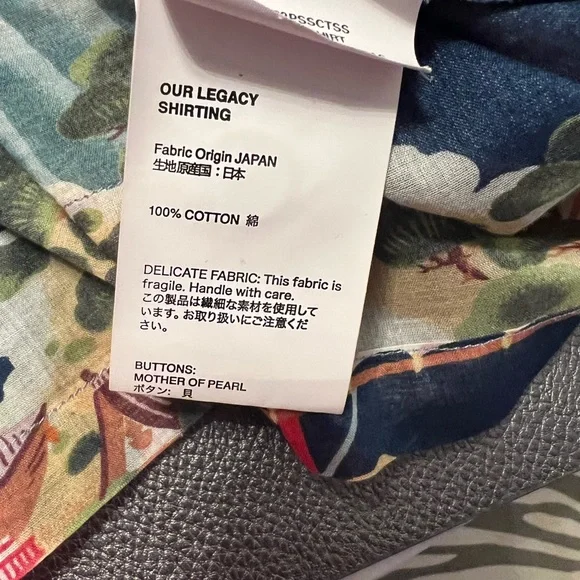 OUR LEGACY
SHIRTING
Fabric Origin JAPAN
生地原産国：日本
100% COTTON 綿
DELICATE FABRIC: This fabric is
fragile. Handle with care.
この製品は繊細な素材を使用して
います。お取り扱いにご注意くだ
さい。
BUTTONS:
MOTHER OF PEARL
ボタン: 貝